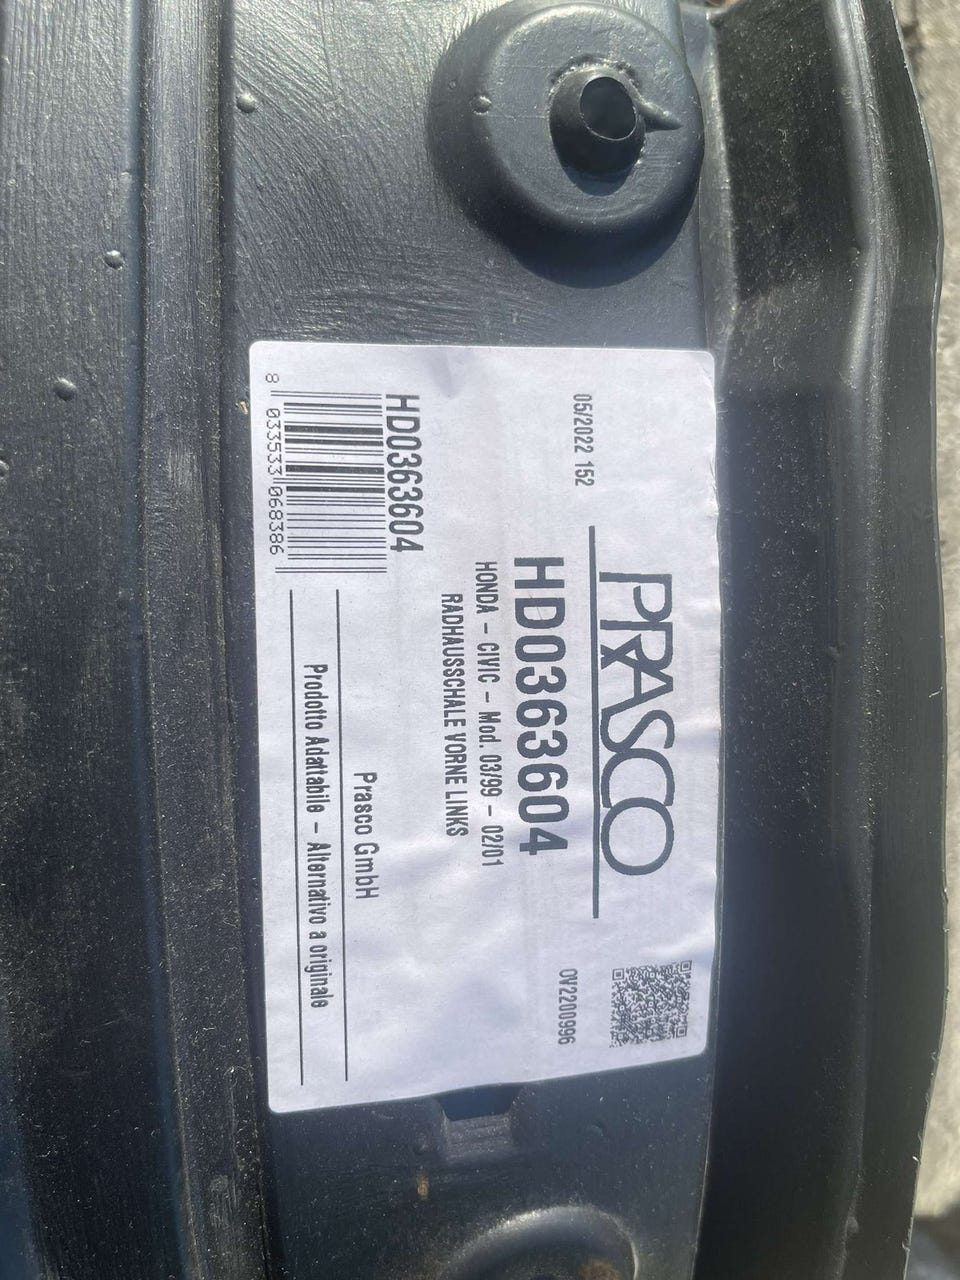 05/2022 152
PRASCO
OV2200996
HD0363604
HONDA - CIVIC - Mod. 03/99 - 02/01
RADHAUSSCHALE VORNE LINKS
HD0363604
8 033533 068386
Prasco GmbH
Prodotto Adattabile - Alternativo a originale